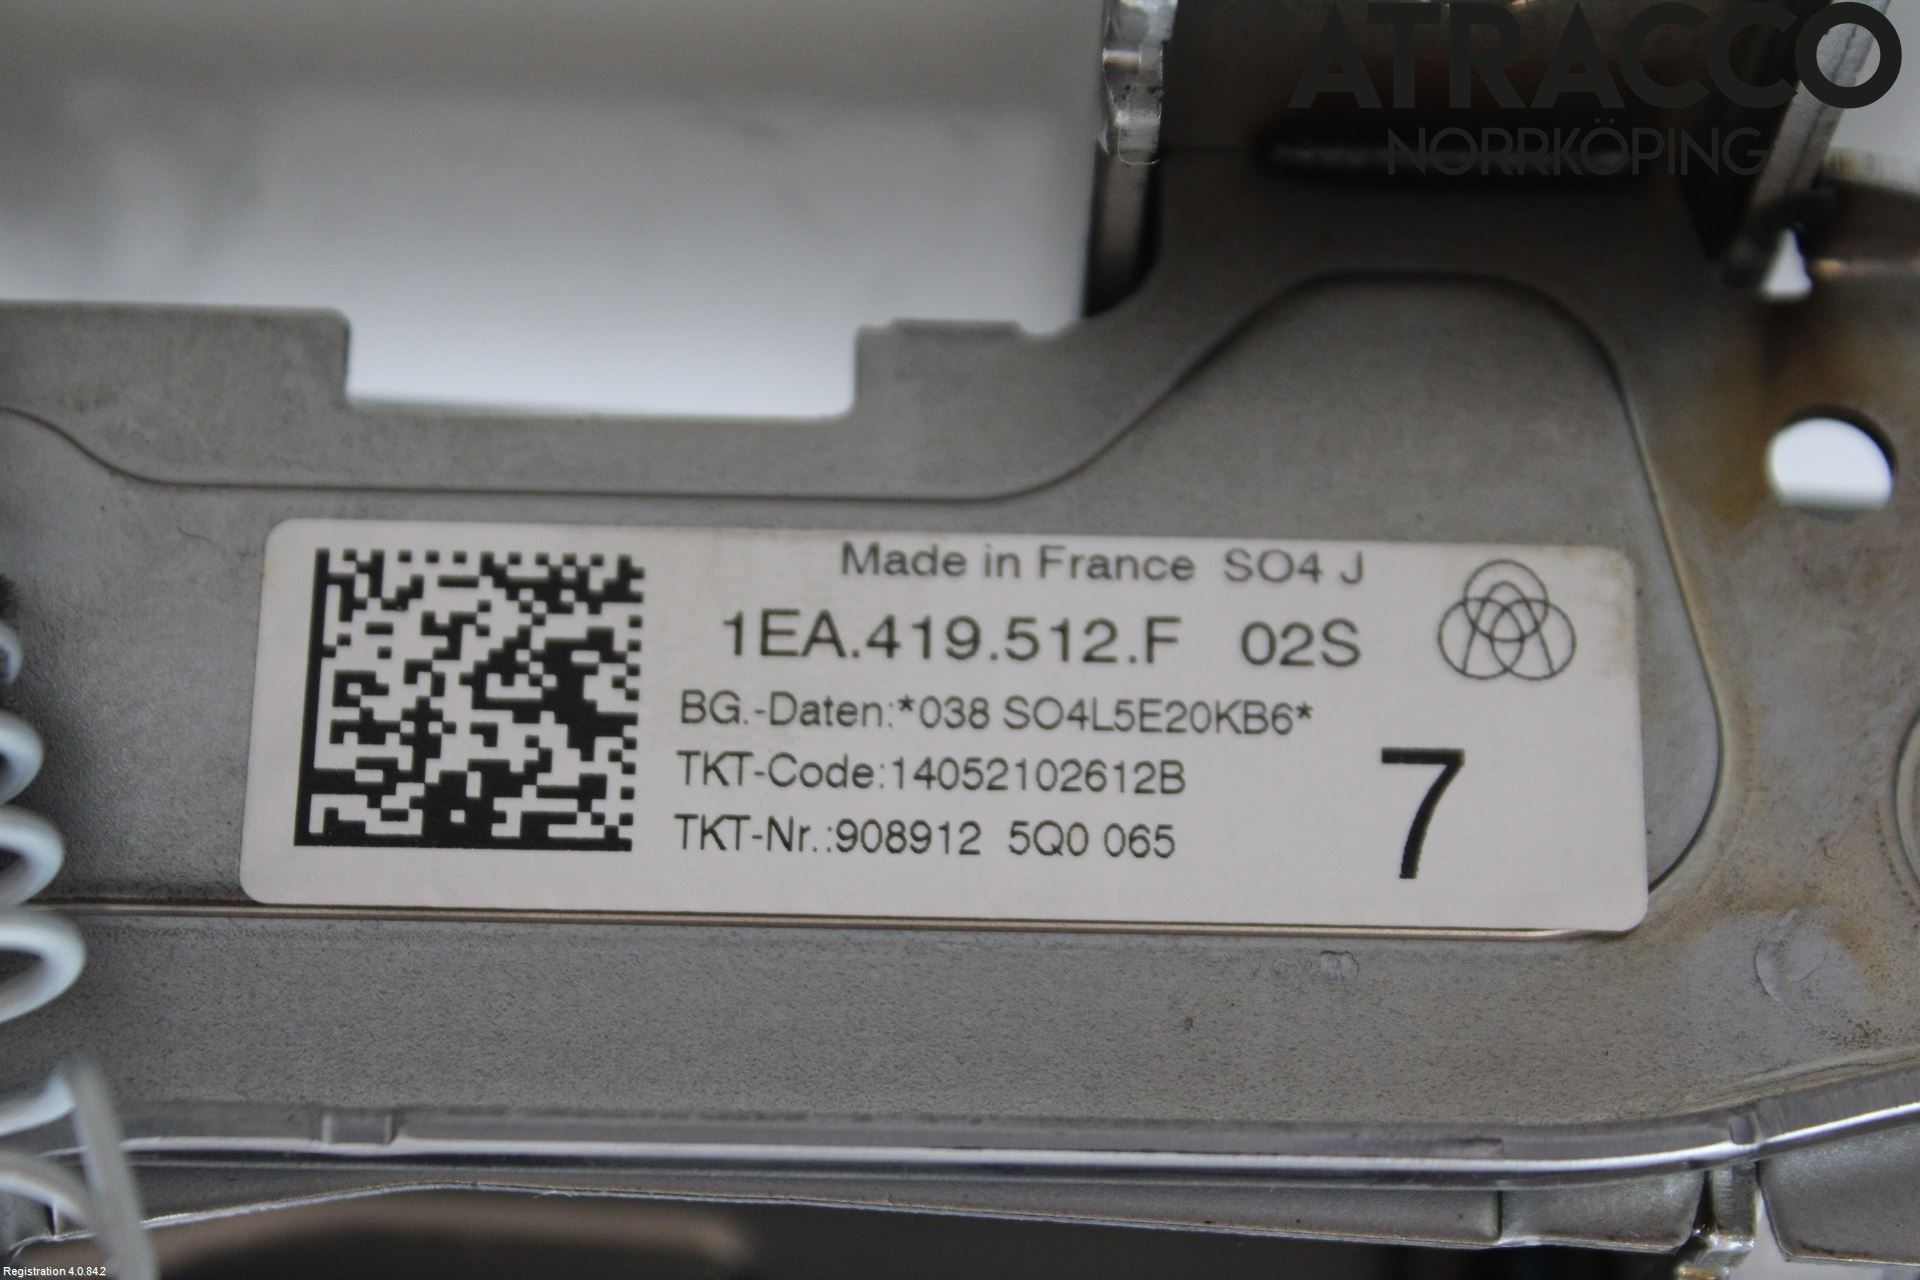 ATRACCO
NORRKÖPING
Made in France SO4 J
1EA.419.512.F 02S
BG.-Daten:*038 SO4L5E20KB6*
TKT-Code:14052102612B
7
TKT-Nr.:908912 5Q0 065
Registration 4.0.84.2